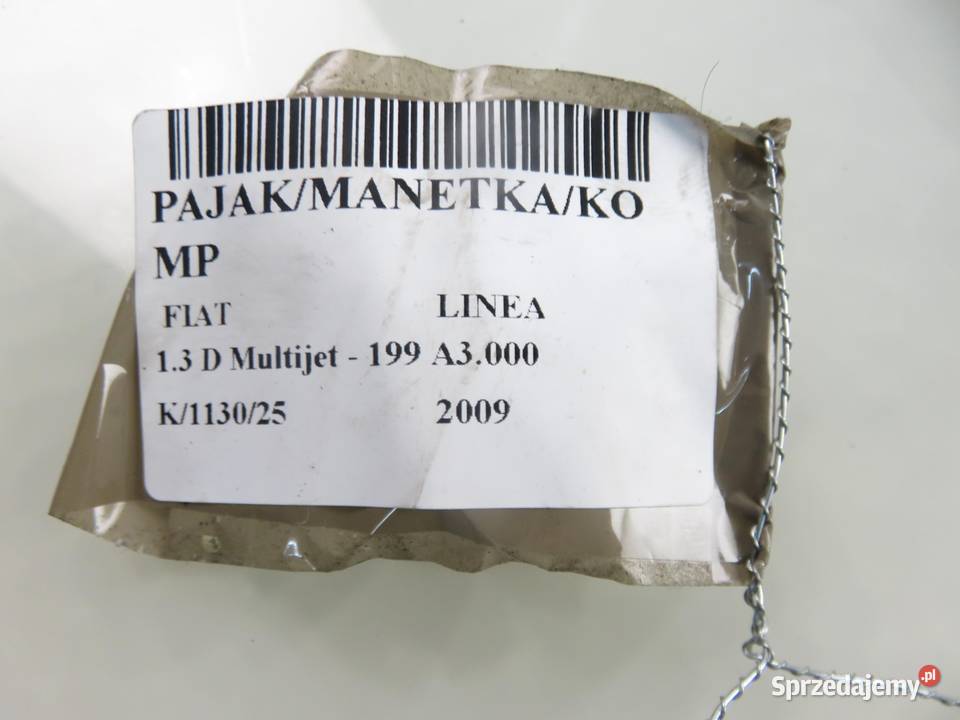 PAJAK/MANETKA/KO
MP
FIAT LINEA
1.3 D Multijet - 199 A3.000
K/1130/25 2009
Sprzedajemy.pl